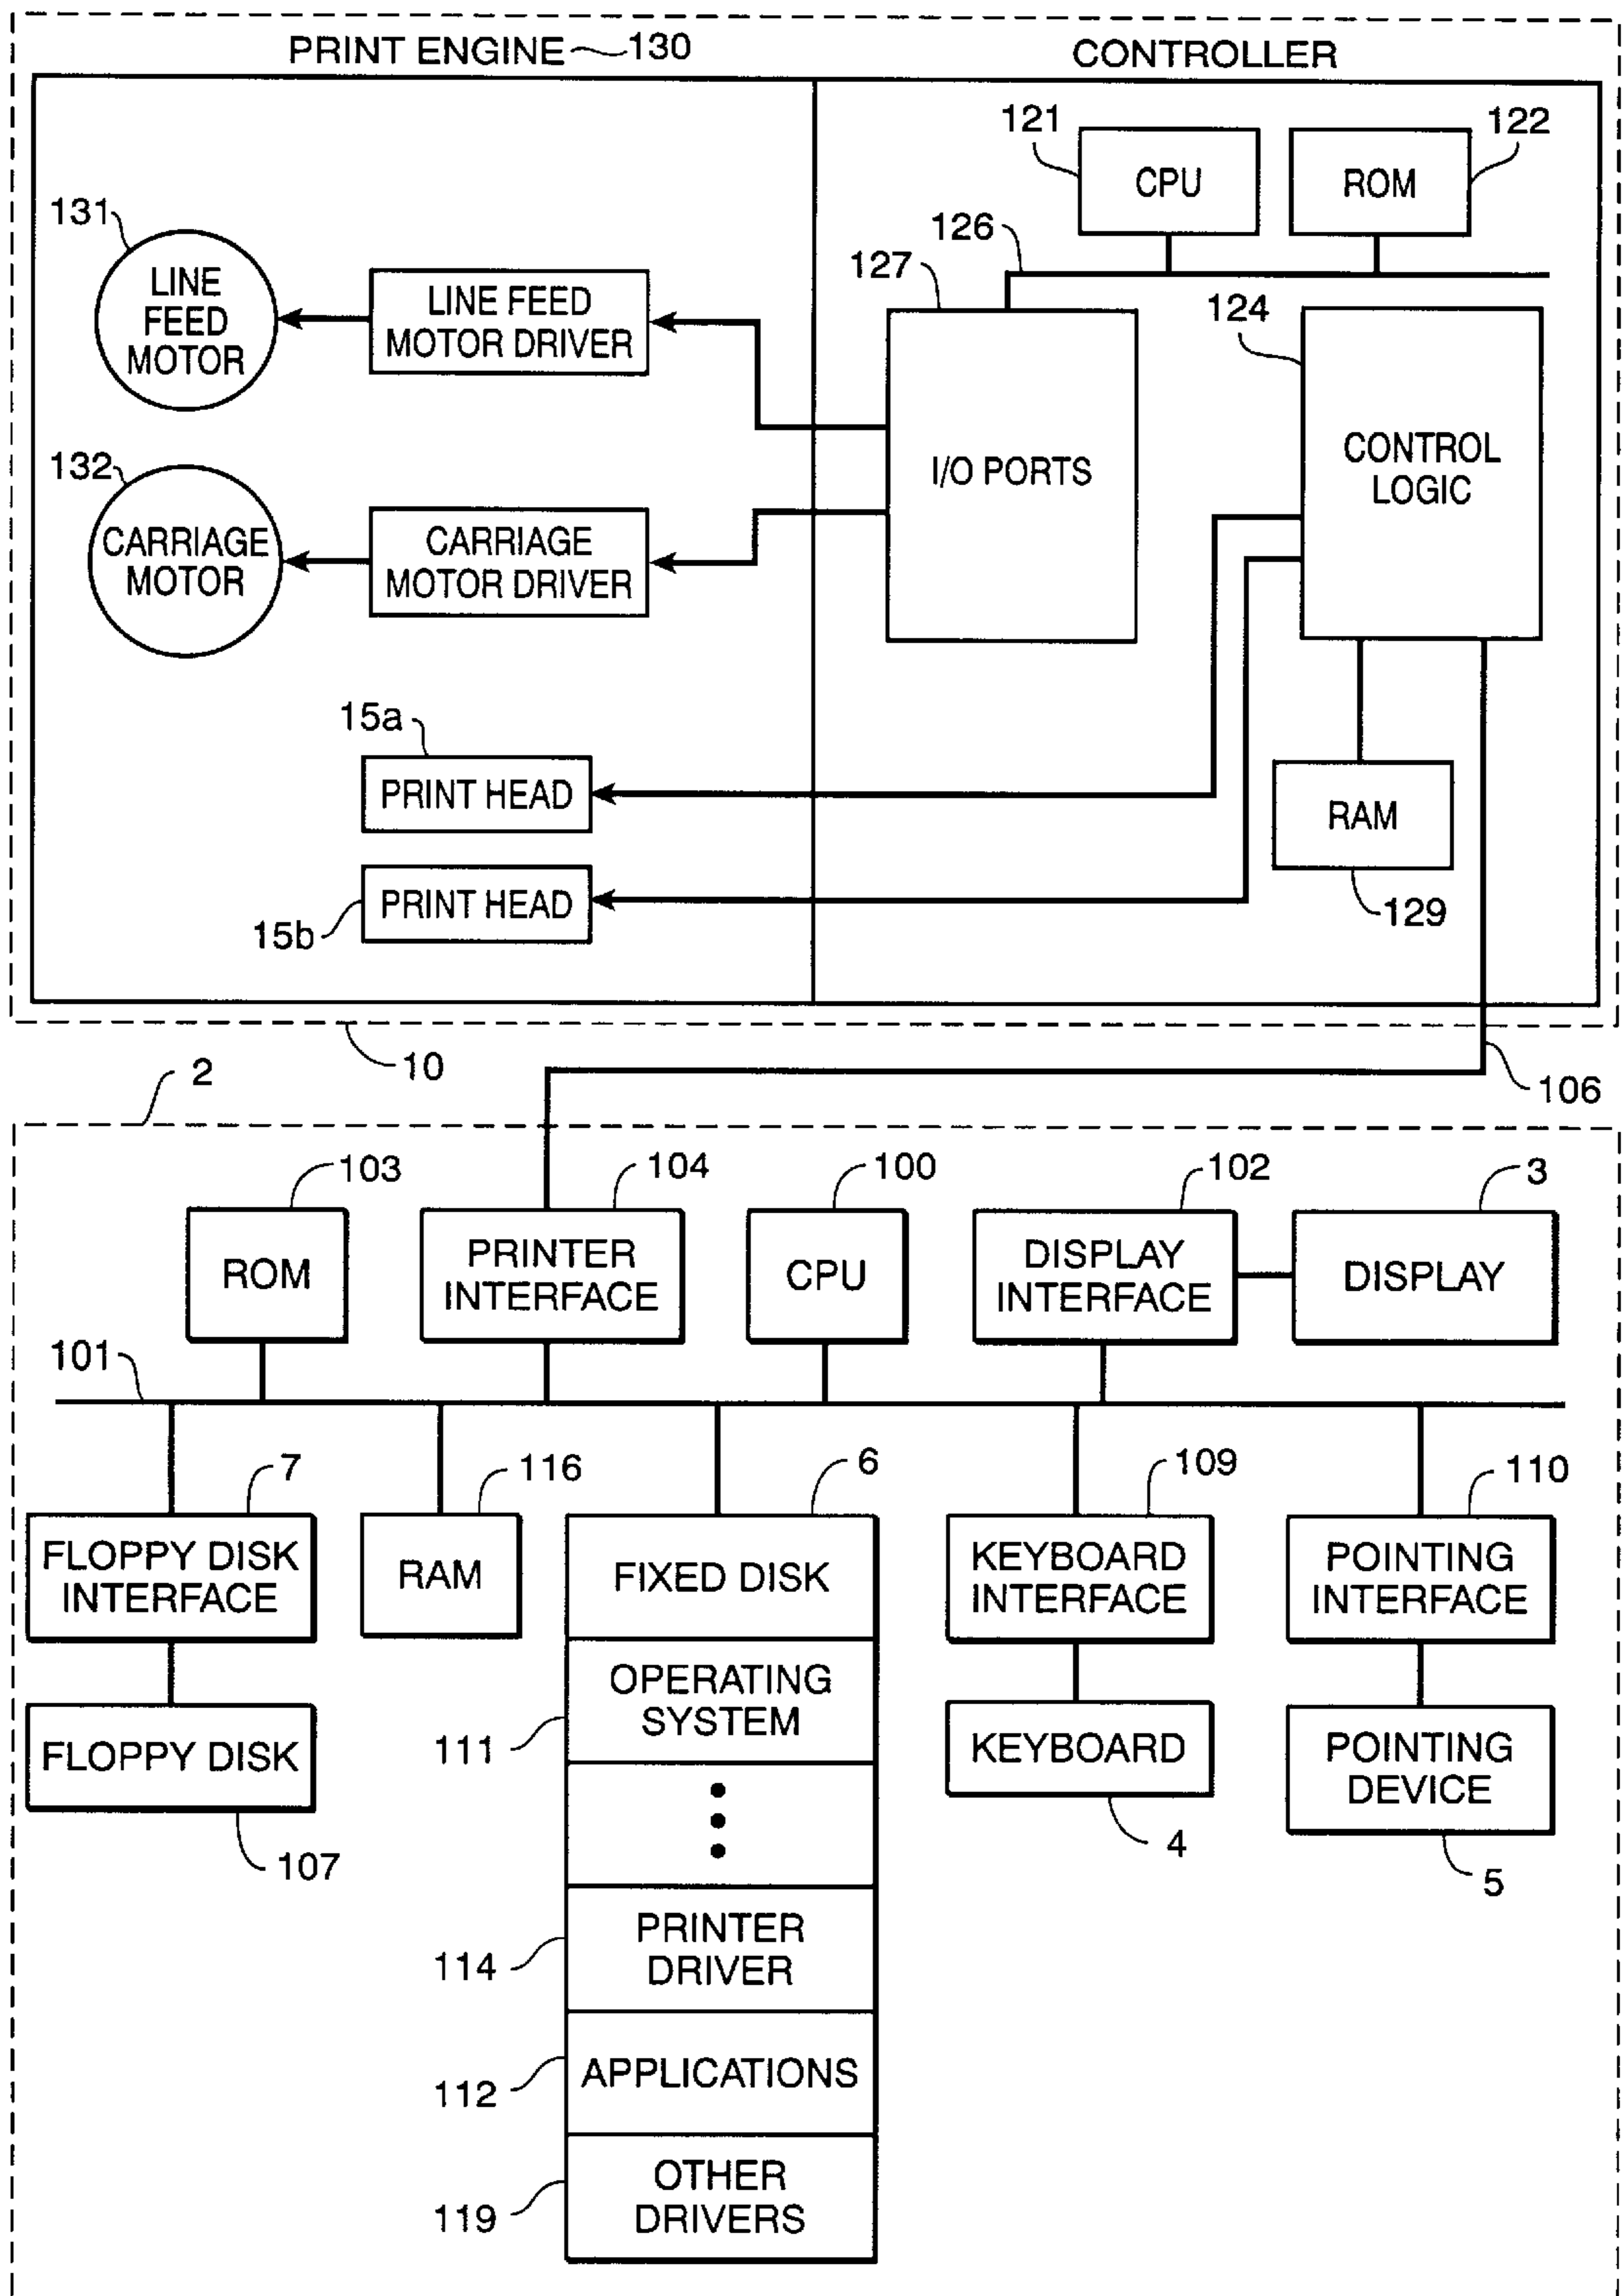 PRINT ENGINE 130
CONTROLLER
121
CPU
122
ROM
126
127
I/O PORTS
124
CONTROL
LOGIC
131
LINE
FEED
MOTOR
LINE FEED
MOTOR DRIVER
132
CARRIAGE
MOTOR
CARRIAGE
MOTOR DRIVER
15a
PRINT HEAD
PRINT HEAD
15b
RAM
129
10
106
2
103
ROM
104
PRINTER
INTERFACE
100
CPU
102
DISPLAY
INTERFACE
3
DISPLAY
101
7
FLOPPY DISK
INTERFACE
FLOPPY DISK
107
116
RAM
6
FIXED DISK
OPERATING
SYSTEM
111
PRINTER
DRIVER
114
APPLICATIONS
112
OTHER
DRIVERS
119
109
KEYBOARD
INTERFACE
KEYBOARD
4
110
POINTING
INTERFACE
POINTING
DEVICE
5